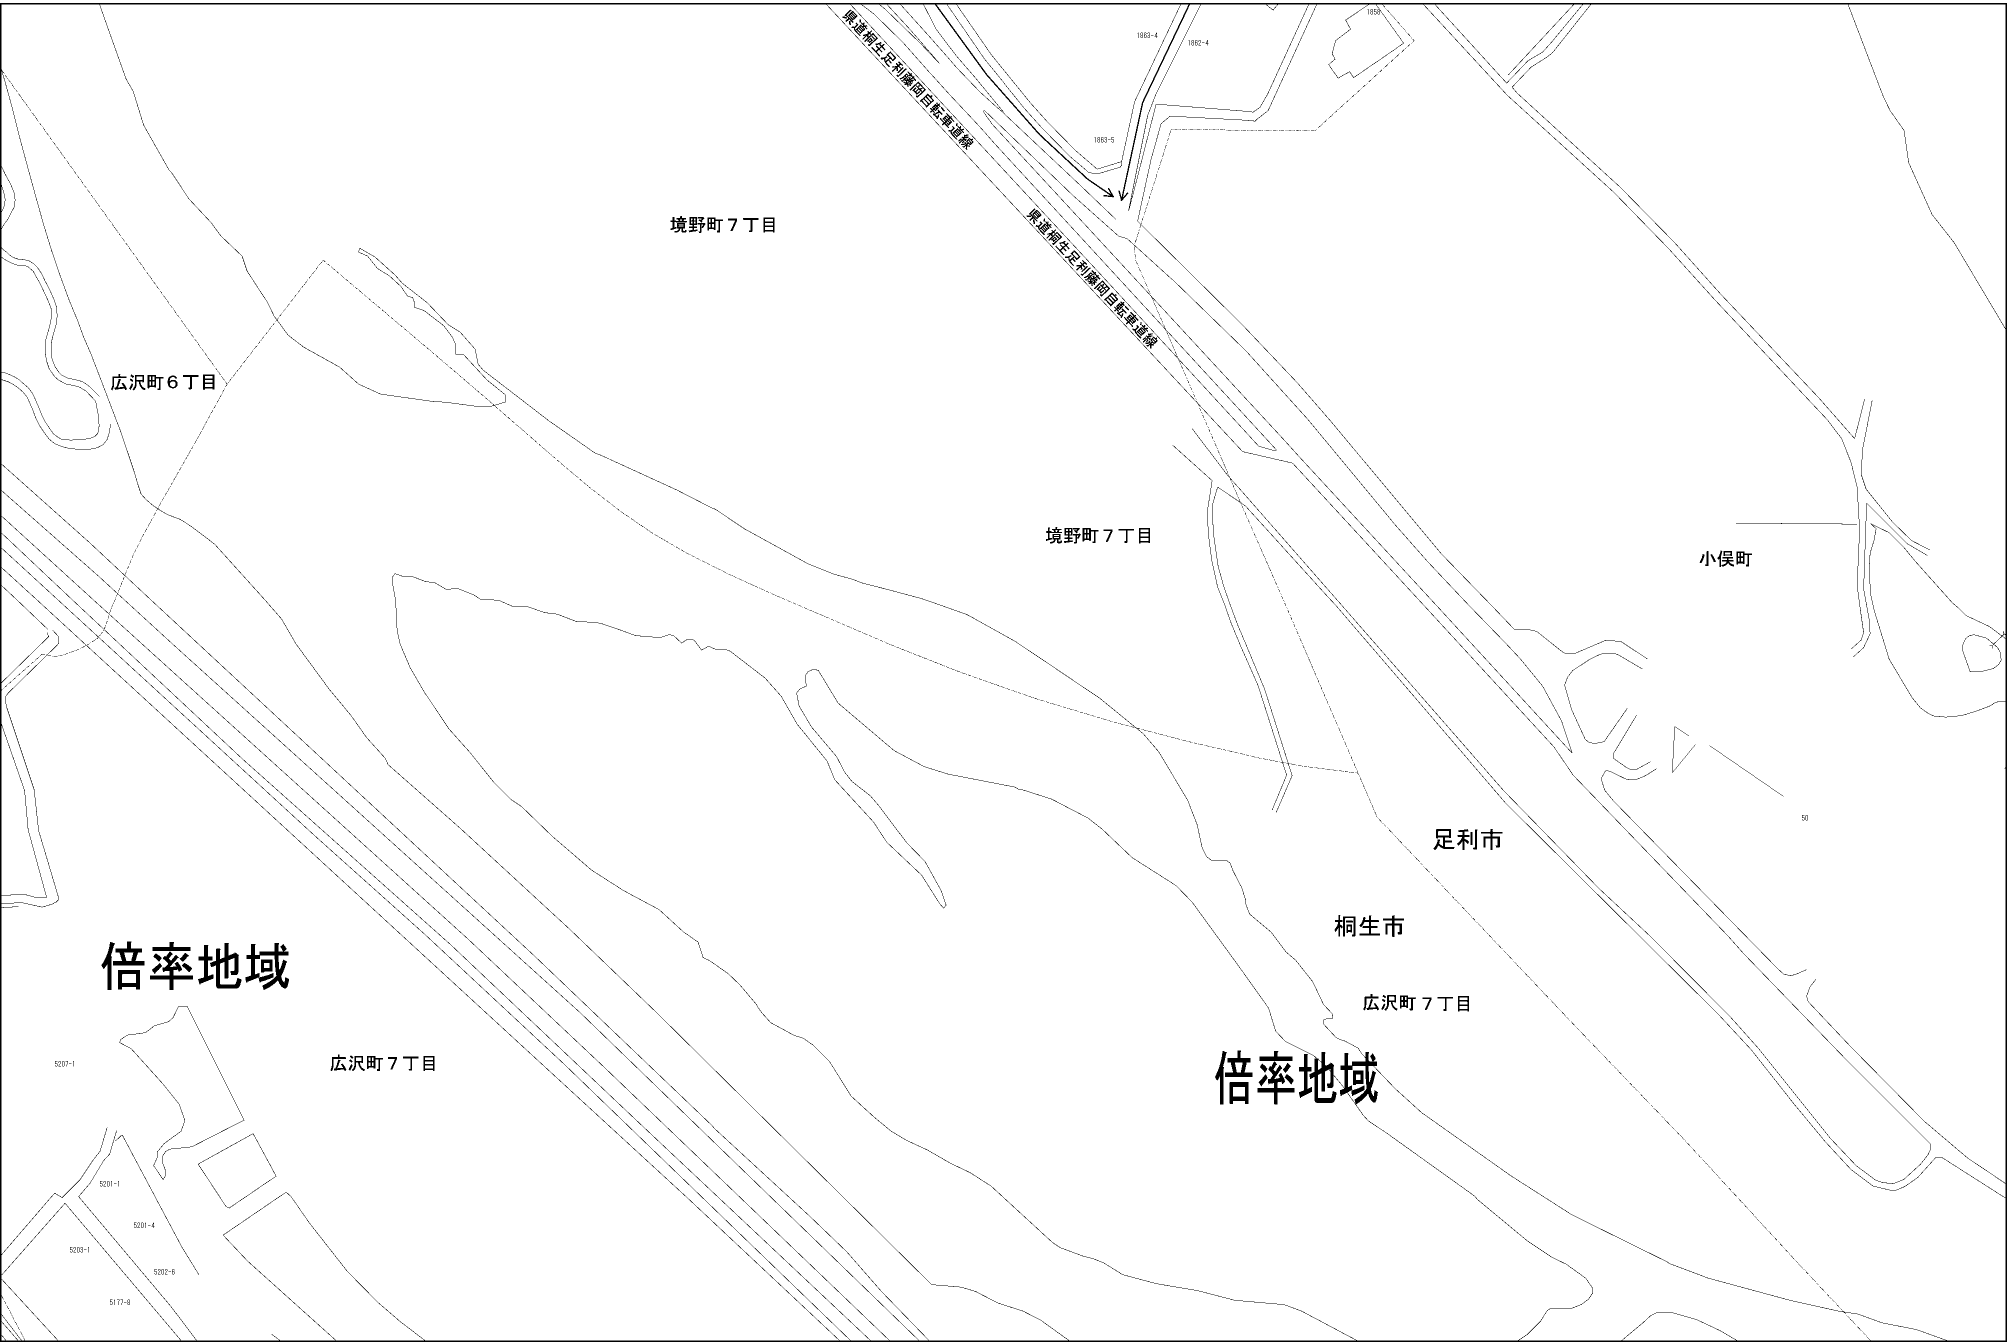 県道桐生足利藤岡自転車道線
1858
1863-4
1862-4
1863-5
境野町７丁目
県道桐生足利藤岡自転車道線
広沢町６丁目
境野町７丁目
小俣町
50
足利市
桐生市
倍率地域
広沢町７丁目
倍率地域
5207-1
広沢町７丁目
5201-1
5201-4
5203-1
5202-6
5177-8